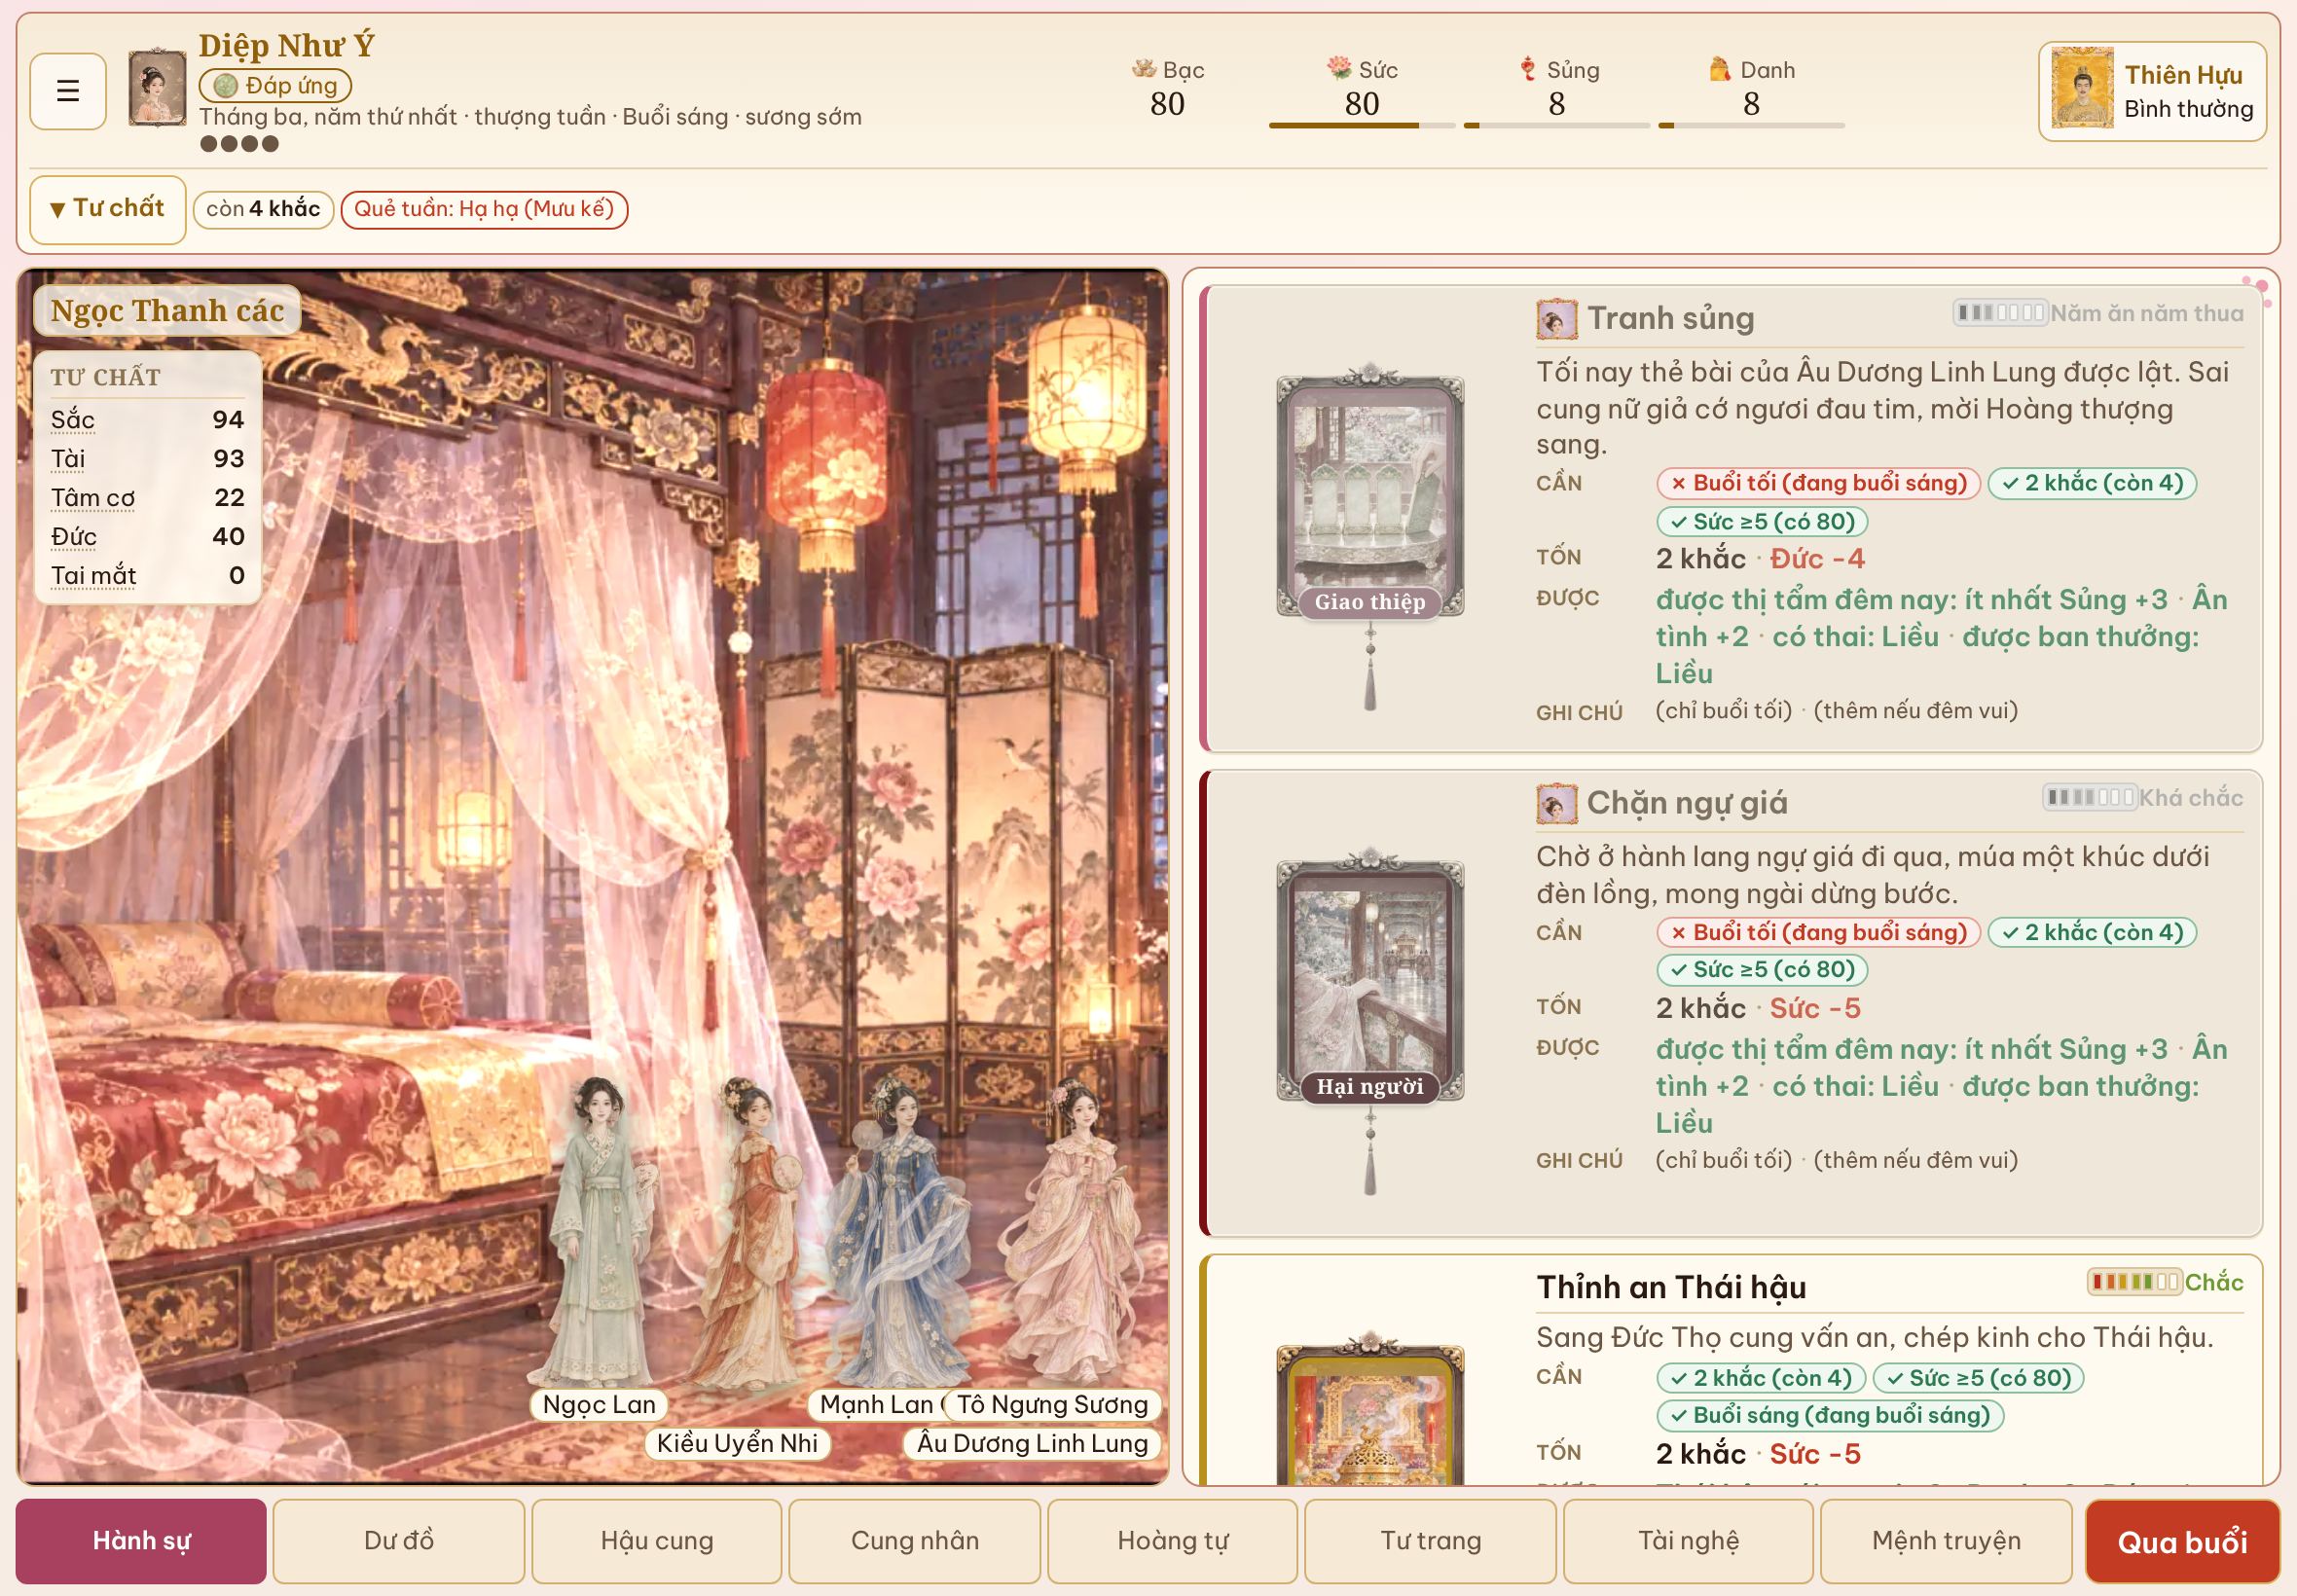 ☰
Diệp Như Ý
Đáp ứng
Tháng ba, năm thứ nhất · thượng tuần · Buổi sáng · sương sớm
Bạc
80
Sức
80
Sủng
8
Danh
8
Thiên Hựu
Bình thường
▼ Tư chất
còn 4 khắc
Quẻ tuần: Hạ hạ (Mưu kế)
Ngọc Thanh các
TƯ CHẤT
Sắc 94
Tài 93
Tâm cơ 22
Đức 40
Tai mắt 0
Ngọc Lan
Mạnh Lan
Tô Ngưng Sương
Kiều Uyển Nhi
Âu Dương Linh Lung
Tranh sủng
Năm ăn năm thua
Tối nay thẻ bài của Âu Dương Linh Lung được lật. Sai
cung nữ giả cớ ngươi đau tim, mời Hoàng thượng
sang.
CẦN × Buổi tối (đang buổi sáng) ✓ 2 khắc (còn 4)
✓ Sức ≥5 (có 80)
TỐN 2 khắc · Đức -4
ĐƯỢC được thị tẩm đêm nay: ít nhất Sủng +3 · Ân
tình +2 · có thai: Liều · được ban thưởng:
Liều
GHI CHÚ (chỉ buổi tối) · (thêm nếu đêm vui)
Giao thiệp
Chặn ngự giá
Khá chắc
Chờ ở hành lang ngự giá đi qua, múa một khúc dưới
đèn lồng, mong ngài dừng bước.
CẦN × Buổi tối (đang buổi sáng) ✓ 2 khắc (còn 4)
✓ Sức ≥5 (có 80)
TỐN 2 khắc · Sức -5
ĐƯỢC được thị tẩm đêm nay: ít nhất Sủng +3 · Ân
tình +2 · có thai: Liều · được ban thưởng:
Liều
GHI CHÚ (chỉ buổi tối) · (thêm nếu đêm vui)
Hại người
Thỉnh an Thái hậu
Chắc
Sang Đức Thọ cung vấn an, chép kinh cho Thái hậu.
CẦN ✓ 2 khắc (còn 4) ✓ Sức ≥5 (có 80)
✓ Buổi sáng (đang buổi sáng)
TỐN 2 khắc · Sức -5
Hành sự
Dư đồ
Hậu cung
Cung nhân
Hoàng tự
Tư trang
Tài nghệ
Mệnh truyện
Qua buổi